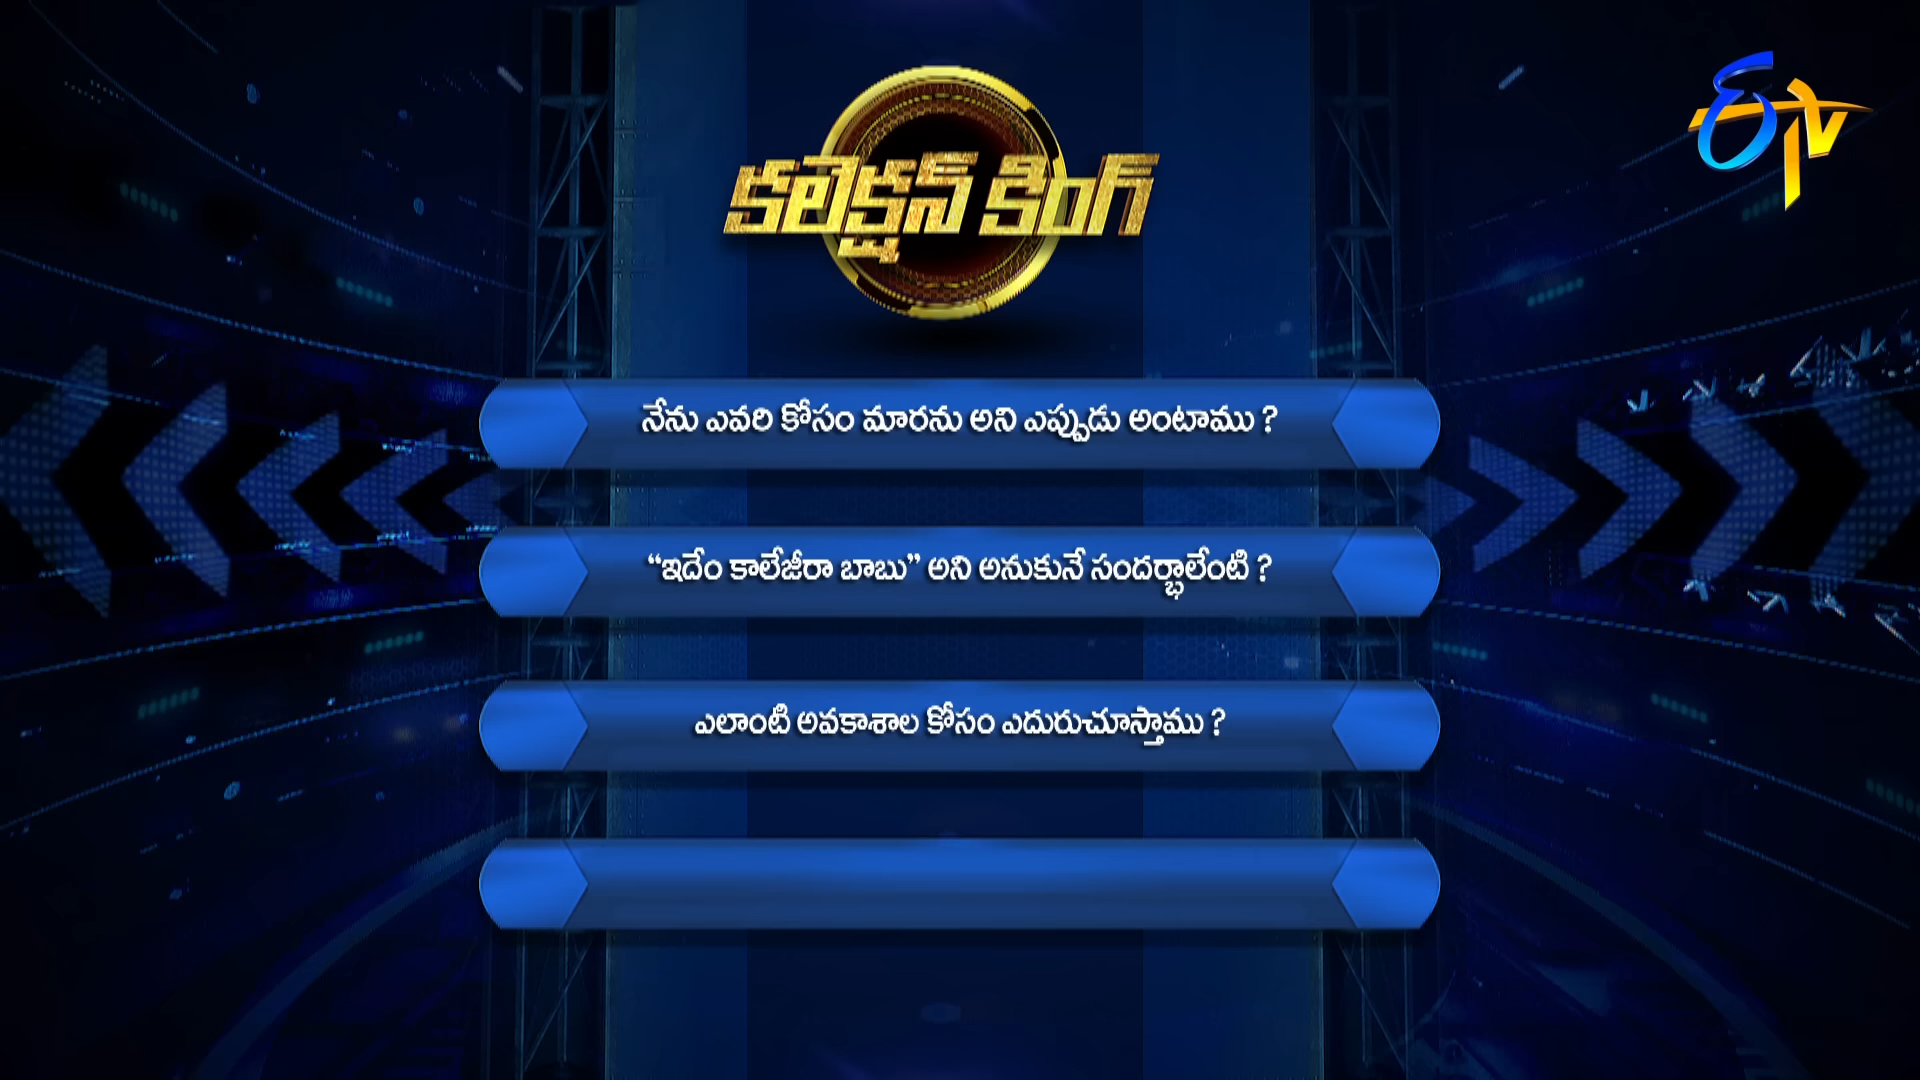 ETV
కలెక్షన్ కింగ్
నేను ఎవరి కోసం మారను అని ఎప్పుడు అంటాము ?
“ఇదేం కాలేజీరా బాబు” అని అనుకునే సందర్భాలేంటి ?
ఎలాంటి అవకాశాల కోసం ఎదురుచూస్తాము ?